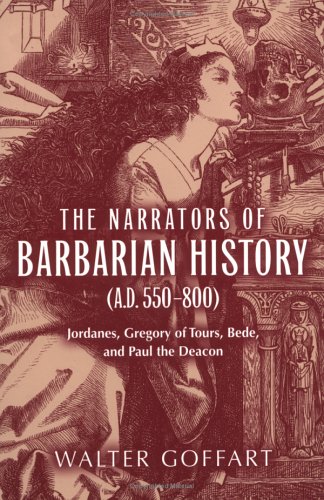 THE NARRATORS OF
BARBARIAN HISTORY
(A.D. 550–800)
Jordanes, Gregory of Tours, Bede,
and Paul the Deacon
WALTER GOFFART